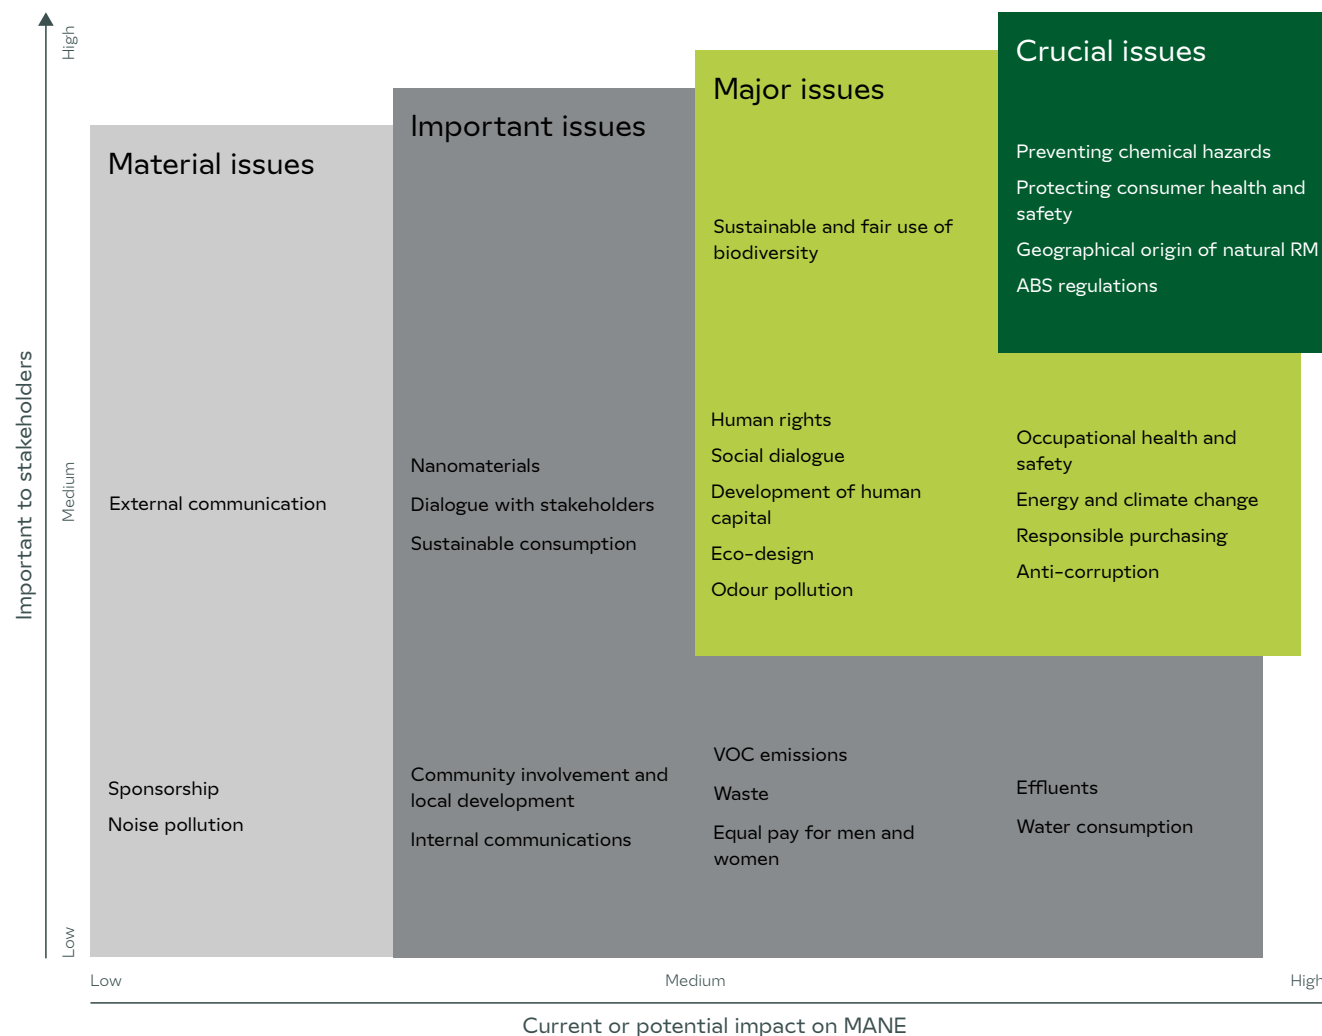 Important to stakeholders
High
Medium
Low
Material issues
External communication
Sponsorship
Noise pollution
Important issues
Nanomaterials
Dialogue with stakeholders
Sustainable consumption
Community involvement and
local development
Internal communications
Major issues
Sustainable and fair use of
biodiversity
Human rights
Social dialogue
Development of human
capital
Eco-design
Odour pollution
VOC emissions
Waste
Equal pay for men and
women
Crucial issues
Preventing chemical hazards
Protecting consumer health and
safety
Geographical origin of natural RM
ABS regulations
Occupational health and
safety
Energy and climate change
Responsible purchasing
Anti-corruption
Effluents
Water consumption
Low
Medium
High
Current or potential impact on MANE